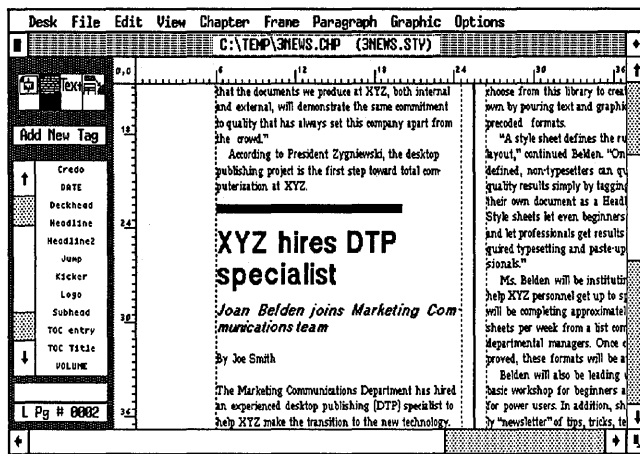 Desk File Edit View Chapter Frame Paragraph Graphic Options
C:\TEMP\3NEWS.CHP (3NEWS.STY)
0,0 6 12 18 24 30 36
Text
Add New Tag
Credo
DATE
Deckhead
Headline
Headline2
Jump
Kicker
Logo
Subhead
TOC entry
TOC Title
VOLUME
L Pg # 0002
18
24
30
36
that the documents we produce at XYZ, both internal
and external, will demonstrate the same commitment
to quality that has always set this company apart from
the crowd."
According to President Zygniewski, the desktop
publishing project is the first step toward total com-
puterization at XYZ.
XYZ hires DTP
specialist
Joan Belden joins Marketing Com-
munications team
By Joe Smith
The Marketing Communications Department has hired
an experienced desktop publishing (DTP) specialist to
help XYZ make the transition to the new technology.
choose from this library to creat
own by pouring text and graphi
precoded formats.
"A style sheet defines the ru
layout," continued Belden. "On
defined, non-typesetters can qu
quality results simply by tagging
their own document as a Headl
Style sheets let even beginners
and let professionals get results
quired typesetting and paste-up
sionals."
Ms. Belden will be institutin
help XYZ personnel get up to sp
will be completing approximatel
sheets per week from a list com
departmental managers. Once
proved, these formats will be a
Belden will also be leading
basic workshop for beginners a
for power users. In addition, sh
ly "newsletter" of tips, tricks, te